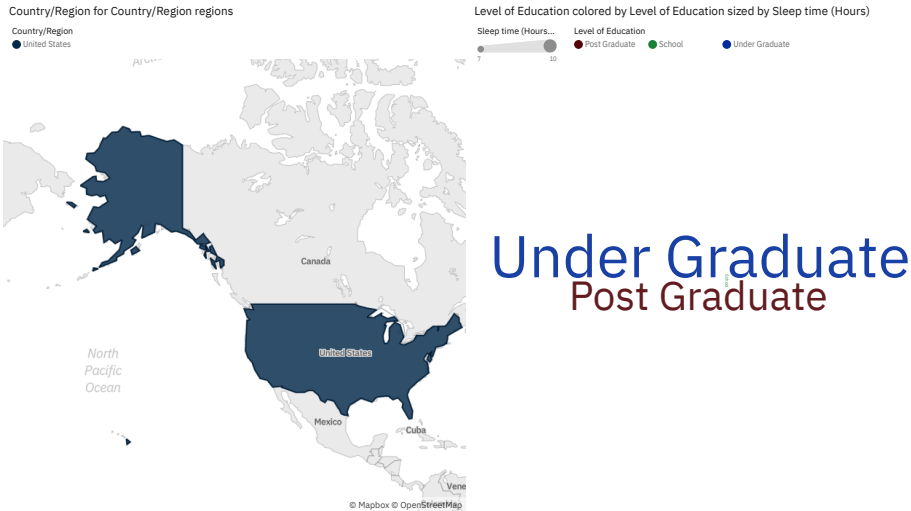 Country/Region for Country/Region regions
Country/Region
United States
Canada
United States
North
Pacific
Ocean
Mexico
Cuba
© Mapbox © OpenStreetMap
Level of Education colored by Level of Education sized by Sleep time (Hours)
Sleep time (Hours...
7
10
Level of Education
Post Graduate
School
Under Graduate
Under Graduate
Post Graduate